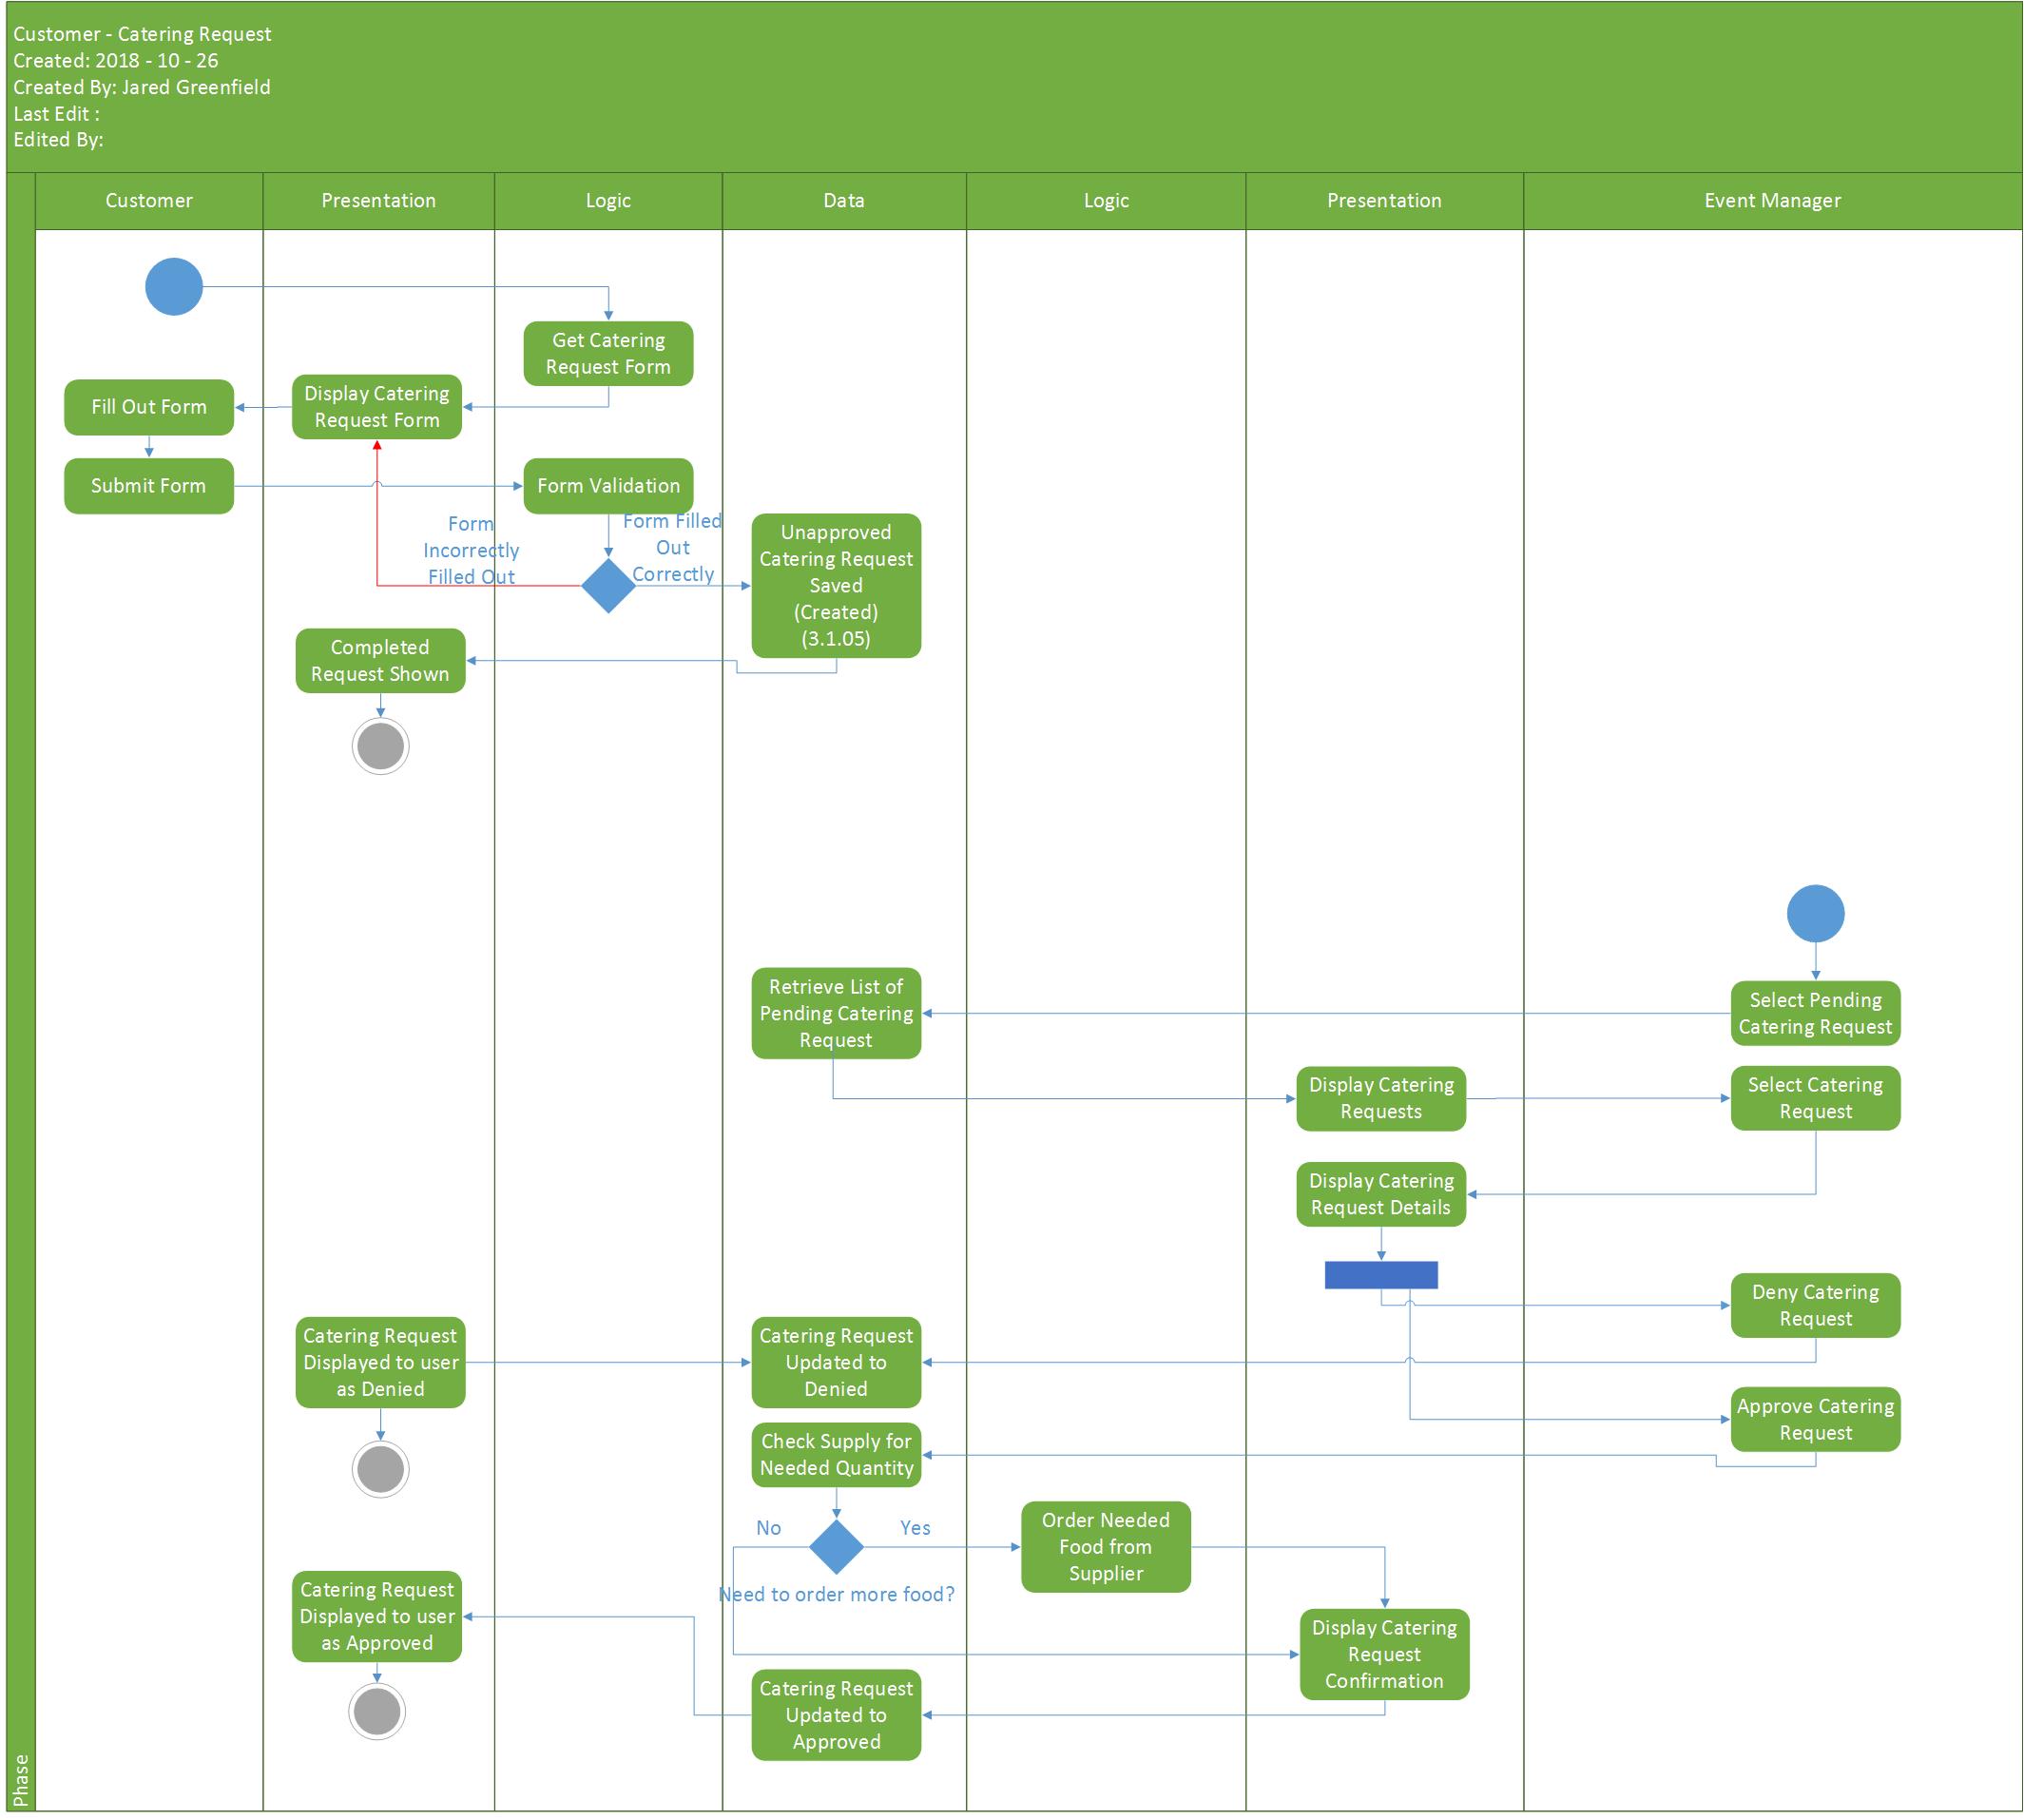 Customer - Catering Request
Created: 2018 - 10 - 26
Created By: Jared Greenfield
Last Edit :
Edited By:
Phase
Customer
Presentation
Logic
Data
Logic
Presentation
Event Manager
Get Catering
Request Form
Display Catering
Request Form
Fill Out Form
Submit Form
Form Validation
Form
Incorrectly
Filled Out
Form Filled
Out
Correctly
Unapproved
Catering Request
Saved
(Created)
(3.1.05)
Completed
Request Shown
Select Pending
Catering Request
Retrieve List of
Pending Catering
Request
Display Catering
Requests
Select Catering
Request
Display Catering
Request Details
Deny Catering
Request
Catering Request
Displayed to user
as Denied
Catering Request
Updated to
Denied
Approve Catering
Request
Check Supply for
Needed Quantity
No
Yes
Need to order more food?
Order Needed
Food from
Supplier
Catering Request
Displayed to user
as Approved
Display Catering
Request
Confirmation
Catering Request
Updated to
Approved